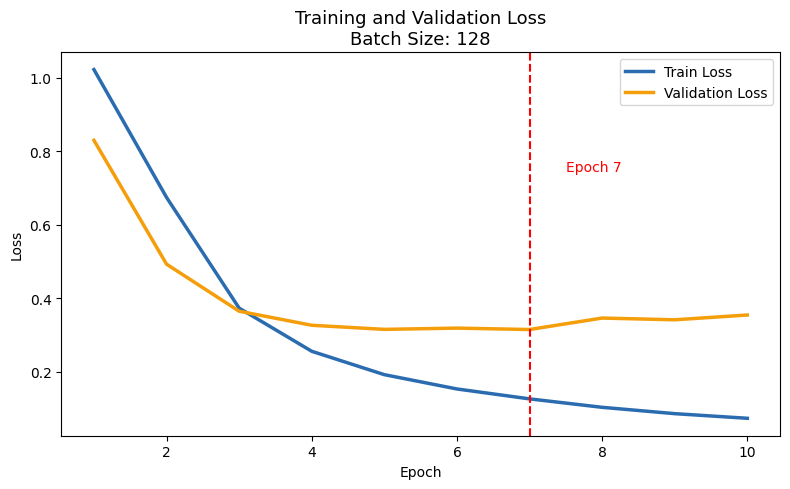 Training and Validation Loss
Batch Size: 128
Train Loss
Validation Loss
Epoch 7
Loss
1.0
0.8
0.6
0.4
0.2
2
4
6
8
10
Epoch